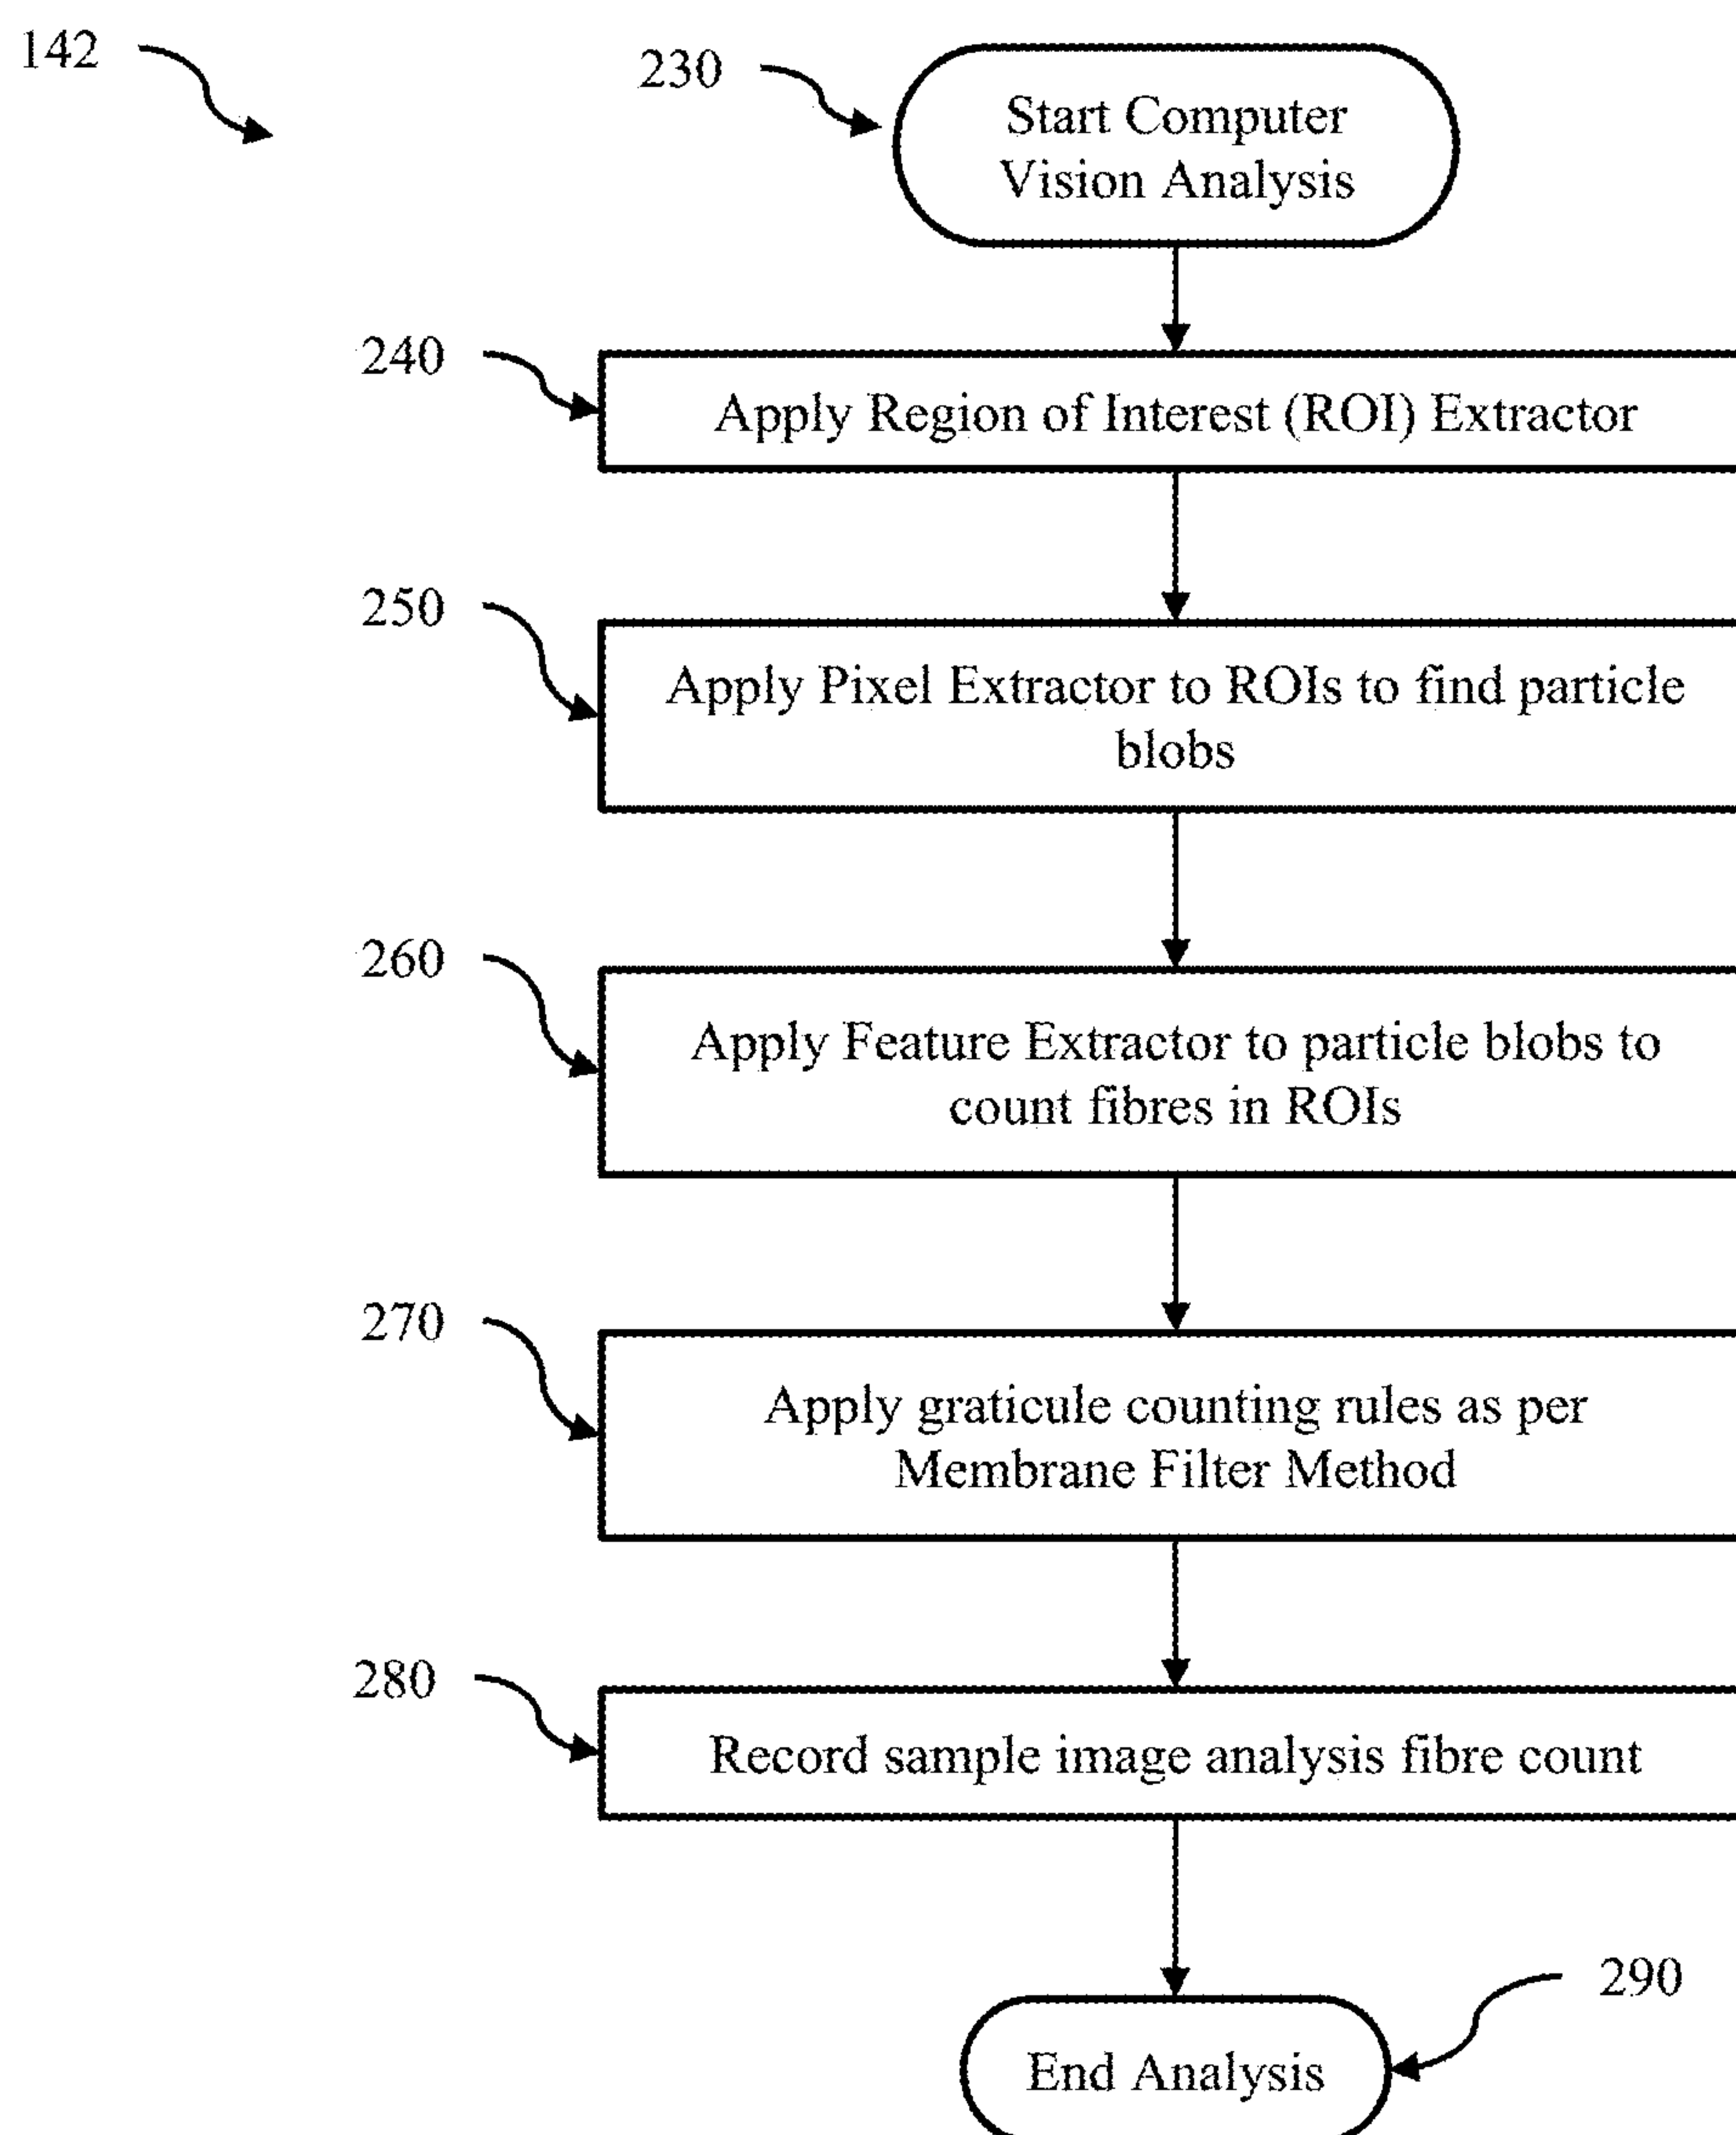 142
230
Start Computer
Vision Analysis
240
Apply Region of Interest (ROI) Extractor
250
Apply Pixel Extractor to ROIs to find particle
blobs
260
Apply Feature Extractor to particle blobs to
count fibres in ROIs
270
Apply graticule counting rules as per
Membrane Filter Method
280
Record sample image analysis fibre count
290
End Analysis